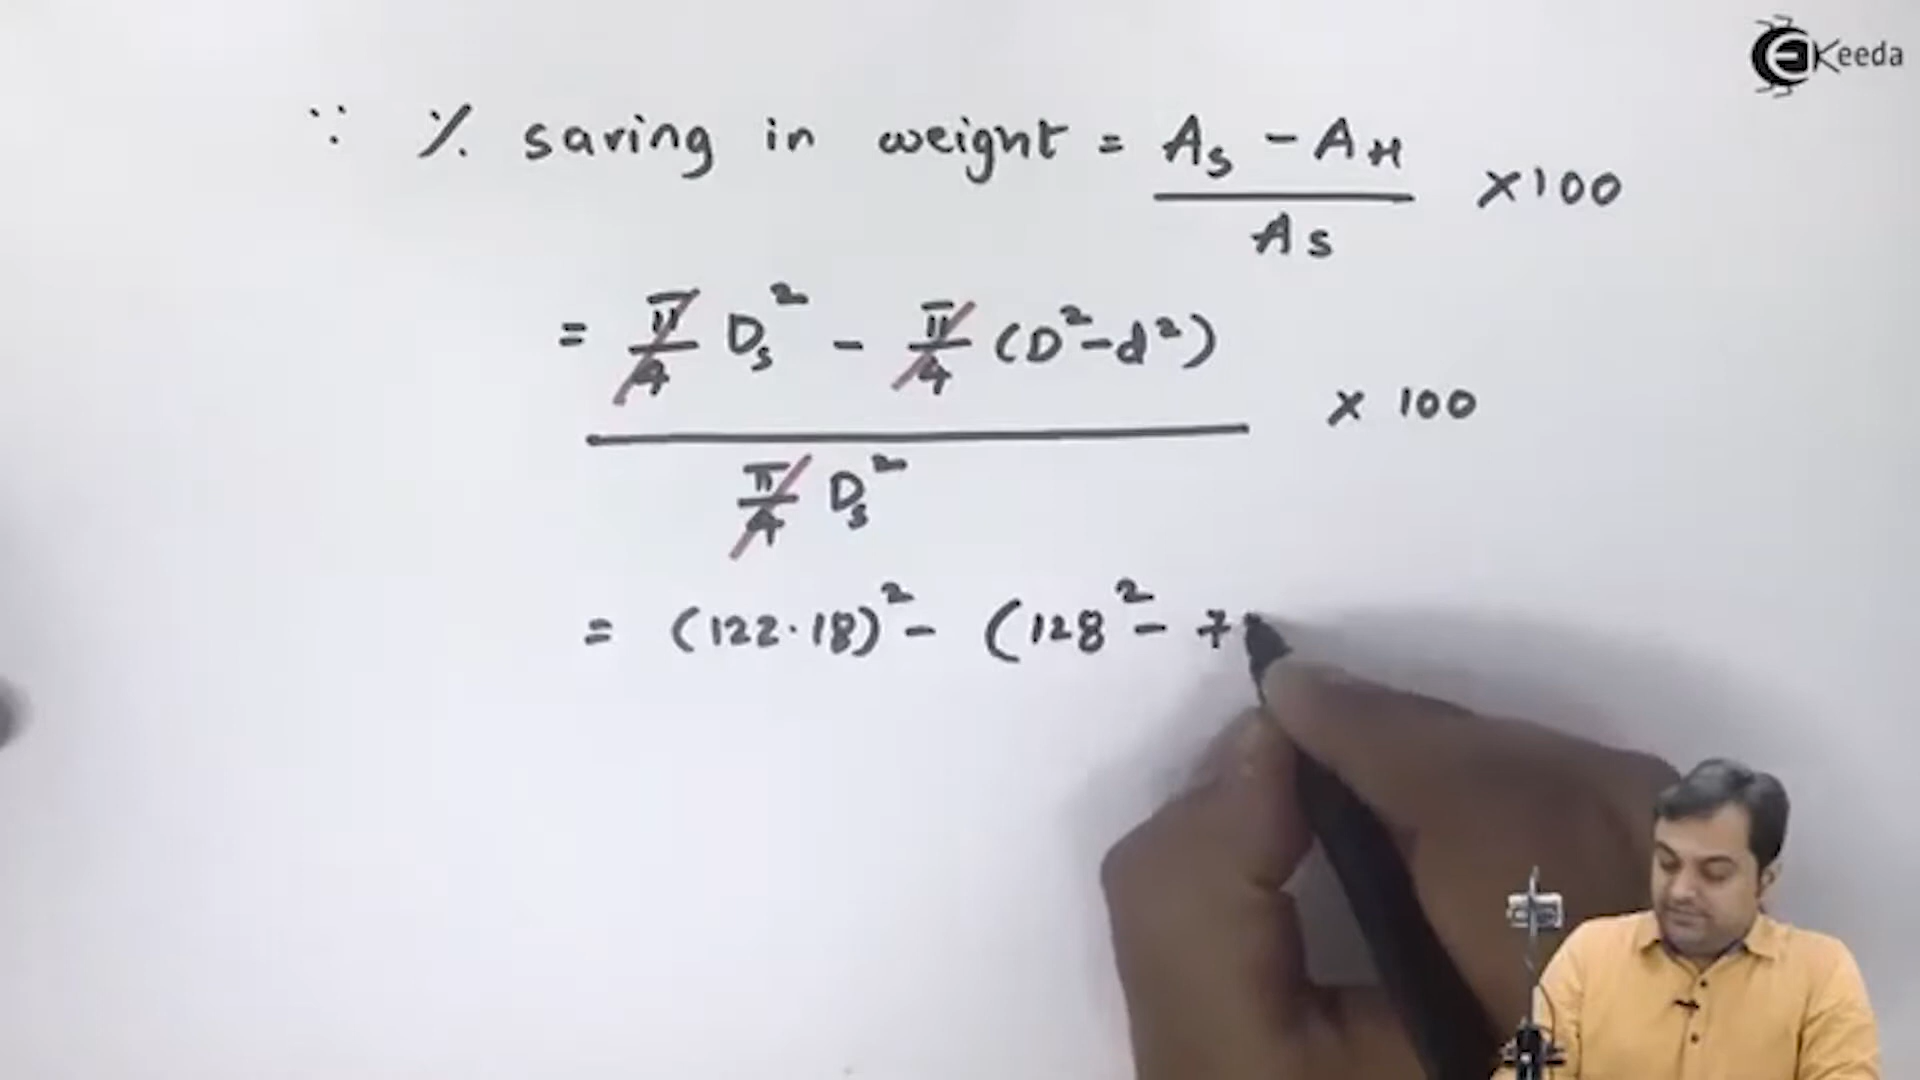 EKeeda
∵ % saving in weight = As - AH / As × 100
= π/4 Ds² - π/4 (D² - d²) / π/4 Ds² × 100
= (122.18)² - (128² - 7